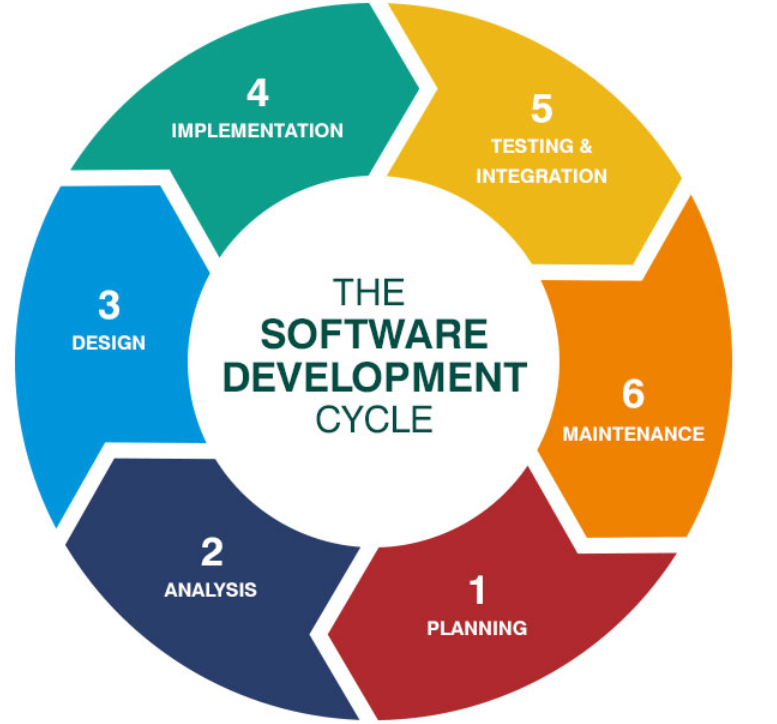 THE
SOFTWARE
DEVELOPMENT
CYCLE
1
PLANNING
2
ANALYSIS
3
DESIGN
4
IMPLEMENTATION
5
TESTING &
INTEGRATION
6
MAINTENANCE